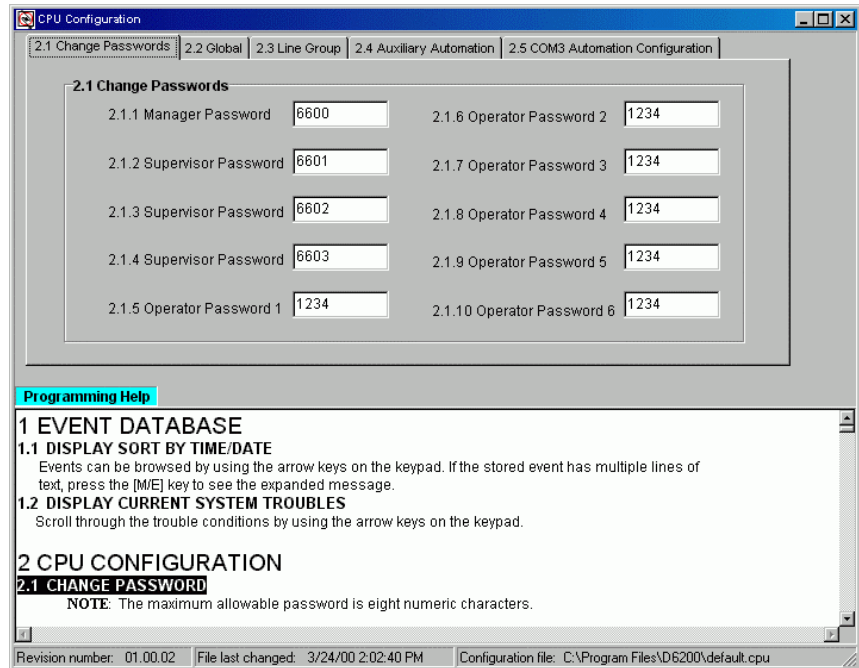 CPU Configuration
2.1 Change Passwords 2.2 Global 2.3 Line Group 2.4 Auxiliary Automation 2.5 COM3 Automation Configuration
2.1 Change Passwords
2.1.1 Manager Password 6600
2.1.2 Supervisor Password 6601
2.1.3 Supervisor Password 6602
2.1.4 Supervisor Password 6603
2.1.5 Operator Password 1 1234
2.1.6 Operator Password 2 1234
2.1.7 Operator Password 3 1234
2.1.8 Operator Password 4 1234
2.1.9 Operator Password 5 1234
2.1.10 Operator Password 6 1234
Programming Help
1 EVENT DATABASE
1.1 DISPLAY SORT BY TIME/DATE
Events can be browsed by using the arrow keys on the keypad. If the stored event has multiple lines of
text, press the [M/E] key to see the expanded message.
1.2 DISPLAY CURRENT SYSTEM TROUBLES
Scroll through the trouble conditions by using the arrow keys on the keypad.
2 CPU CONFIGURATION
2.1 CHANGE PASSWORD
NOTE: The maximum allowable password is eight numeric characters.
Revision number: 01.00.02 File last changed: 3/24/00 2:02:40 PM Configuration file: C:\Program Files\D6200\default.cpu